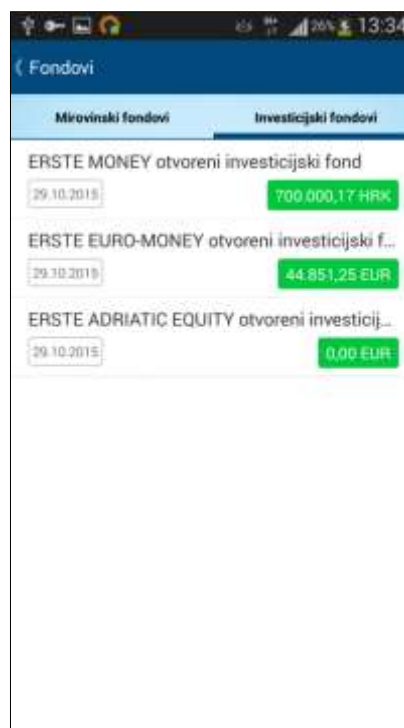 26% 13:34
Fondovi
Mirovinski fondovi Investicijski fondovi
ERSTE MONEY otvoreni investicijski fond
29.10.2015 700.000,17 HRK
ERSTE EURO-MONEY otvoreni investicijski f...
29.10.2015 44.851,25 EUR
ERSTE ADRIATIC EQUITY otvoreni investicij...
29.10.2015 0,00 EUR